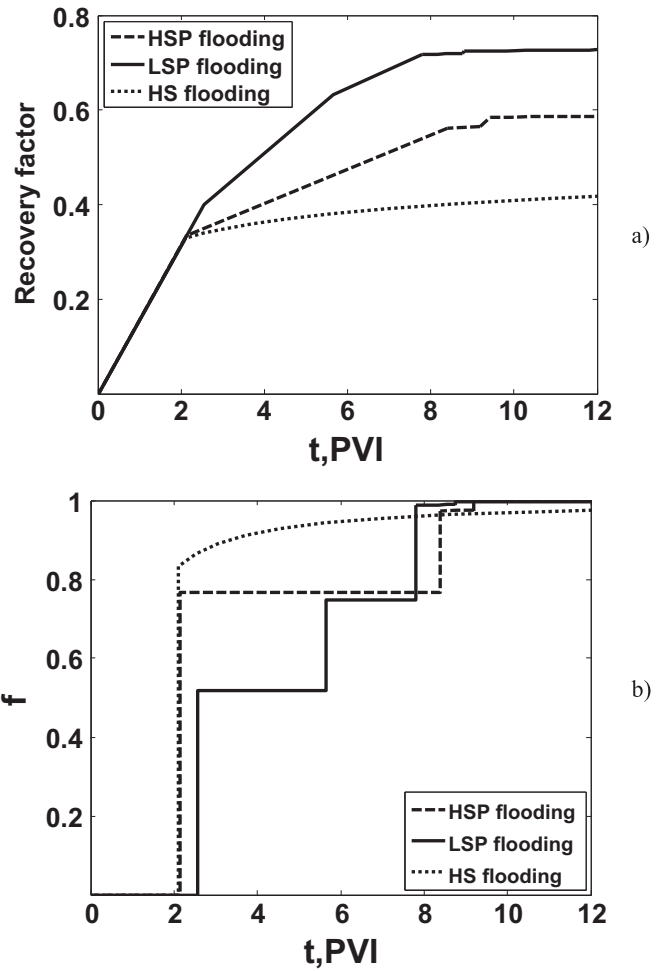 0.8
HSP flooding
LSP flooding
HS flooding
0.6
0.4
0.2
Recovery factor
0 2 4 6 8 10 12
t,PVI
a)
1
0.8
0.6
0.4
0.2
f
HSP flooding
LSP flooding
HS flooding
0 2 4 6 8 10 12
t,PVI
b)